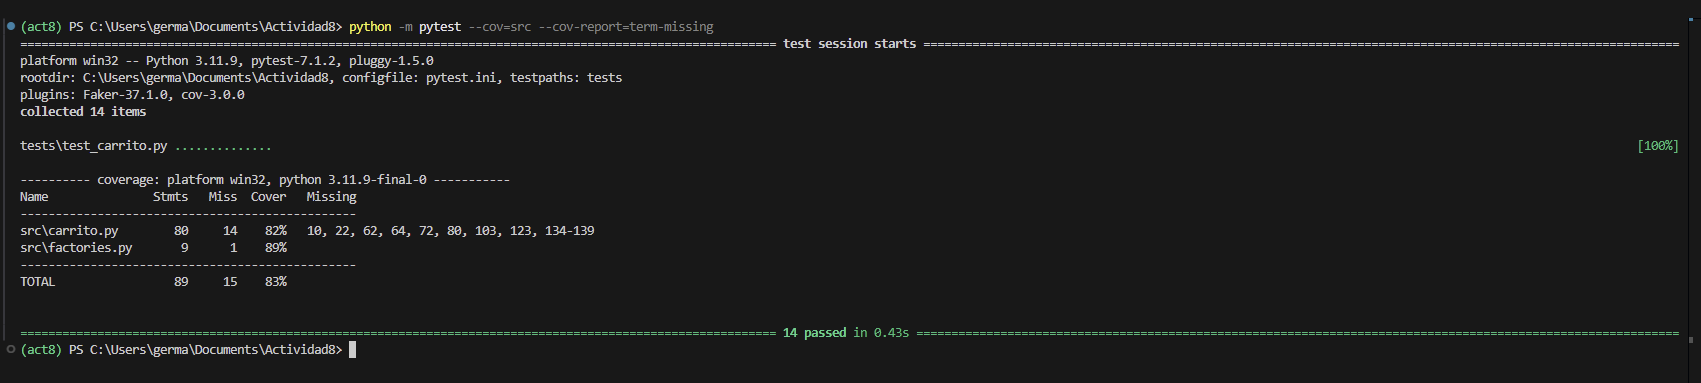 (act8) PS C:\Users\germa\Documents\Actividad8> python -m pytest --cov=src --cov-report=term-missing
============================================================================================================ test session starts ============================================================================================================
platform win32 -- Python 3.11.9, pytest-7.1.2, pluggy-1.5.0
rootdir: C:\Users\germa\Documents\Actividad8, configfile: pytest.ini, testpaths: tests
plugins: Faker-37.1.0, cov-3.0.0
collected 14 items
tests\test_carrito.py .............. [100%]
---------- coverage: platform win32, python 3.11.9-final-0 -----------
Name               Stmts   Miss  Cover   Missing
------------------------------------------------
src\carrito.py        80     14    82%   10, 22, 62, 64, 72, 80, 103, 123, 134-139
src\factories.py       9      1    89%
------------------------------------------------
TOTAL                 89     15    83%
============================================================================================================ 14 passed in 0.43s =============================================================================================================
(act8) PS C:\Users\germa\Documents\Actividad8>